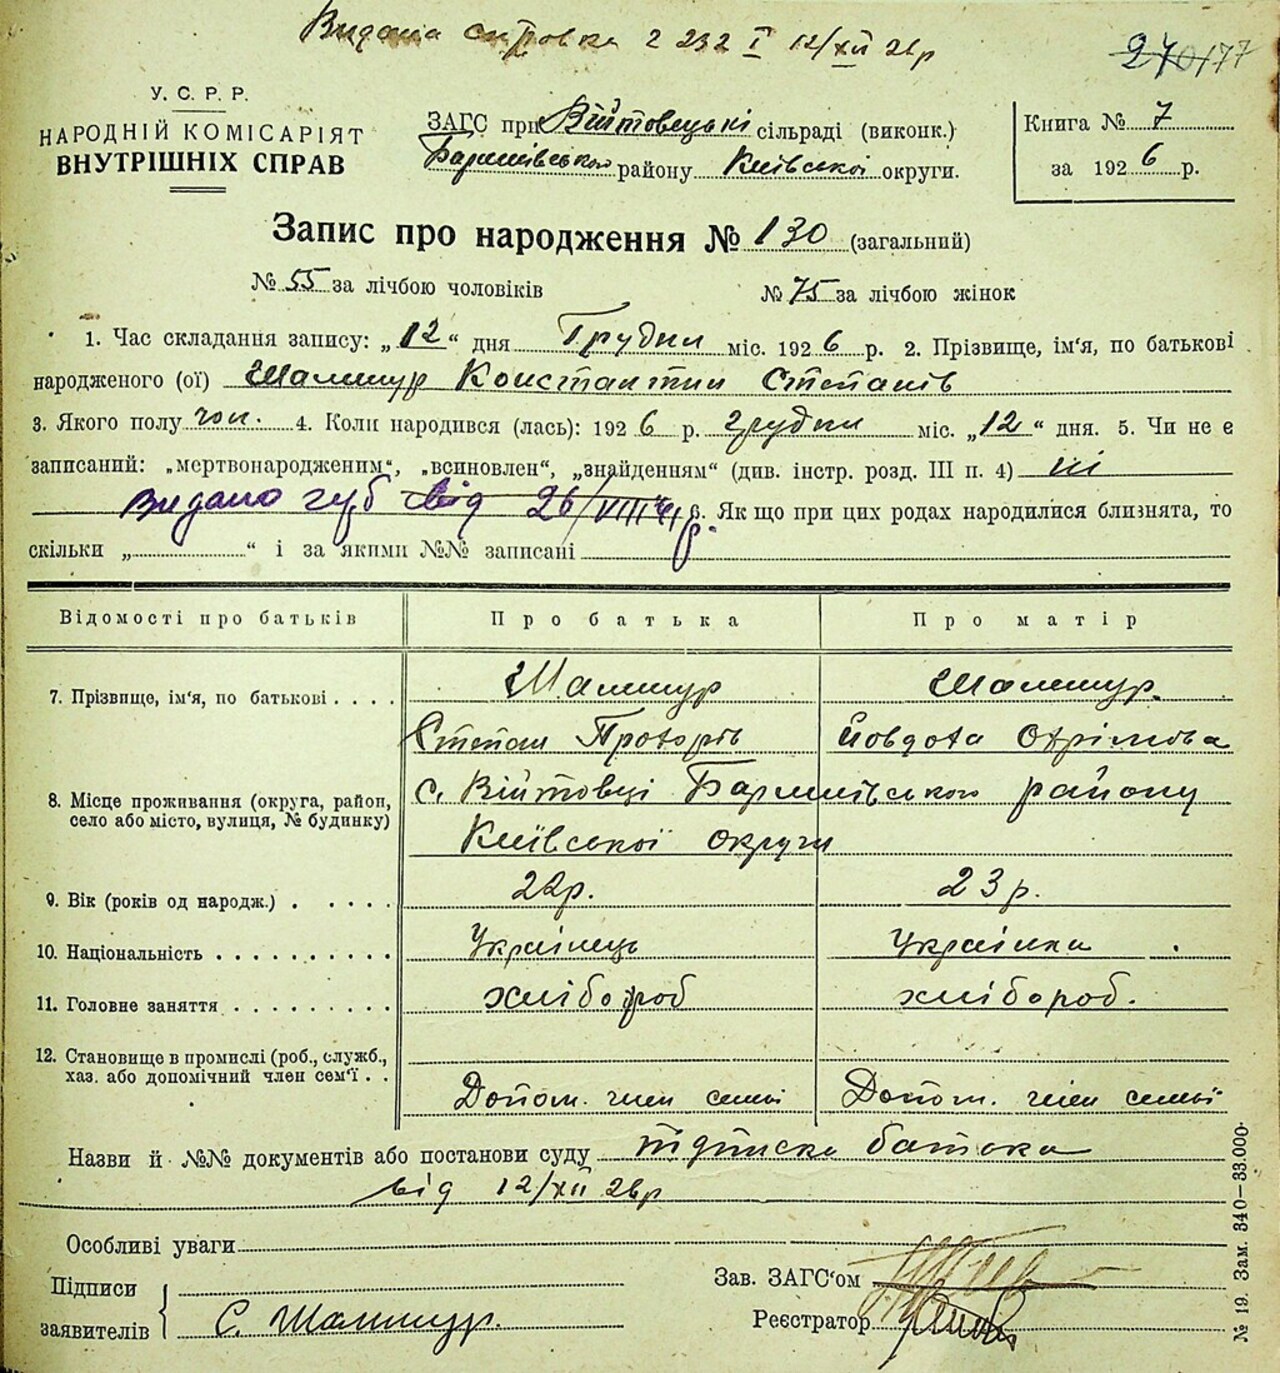 Видана справка 12/XII 26р
270/77
У. С. Р. Р.
НАРОДНІЙ КОМІСАРІЯТ
ВНУТРІШНІХ СПРАВ
ЗАГС при Війтовецькі сільраді (виконк.)
Баришівського району Київської округи.
Книга № 7
за 1926 р.
Запис про народження № 130 (загальний)
№ 55 за лічбою чоловіків № 75 за лічбою жінок
1. Час складання запису: „12“ дня Грудня міс. 1926 р. 2. Прізвище, ім'я, по батькові
народженого (ої) Шамшур Константин Степанів
3. Якого полу чол. 4. Коли народився (лась): 1926 р. грудня міс. „12“ дня. 5. Чи не є
записаний: „мертвонародженим“, „всиновлен“, „знайденням“ (див. інстр. розд. III п. 4) ні
видано від 26/VIII р. 6. Як що при цих родах народилися близнята, то
скільки „ “ і за якими №№ записані
Відомості про батьків Про батька Про матір
7. Прізвище, ім'я, по батькові . . . . Шамшур Шамшур.
Степан Прохорів Йовдоха Охрімова
8. Місце проживання (округа, район,
село або місто, вулиця, № будинку)
с. Війтовці Баришівського району
Київської округи
9. Вік (років од народж.) . . . . . 22р. 23р.
10. Національність . . . . . . . . . . Українець Українка
11. Головне заняття . . . . . . . . . хлібороб хлібороб.
12. Становище в промислі (роб., служб.,
хаз. або допомічний член сем'ї . .
Допом. член семьі Допом. член семьі
Назви й №№ документів або постанови суду підписка батька
від 12/XII 26р
Особливі уваги
Підписи
заявителів
С. Шамшур.
Зав. ЗАГС'ом
Реєстратор
№ 19. Зам. 340—33.000.